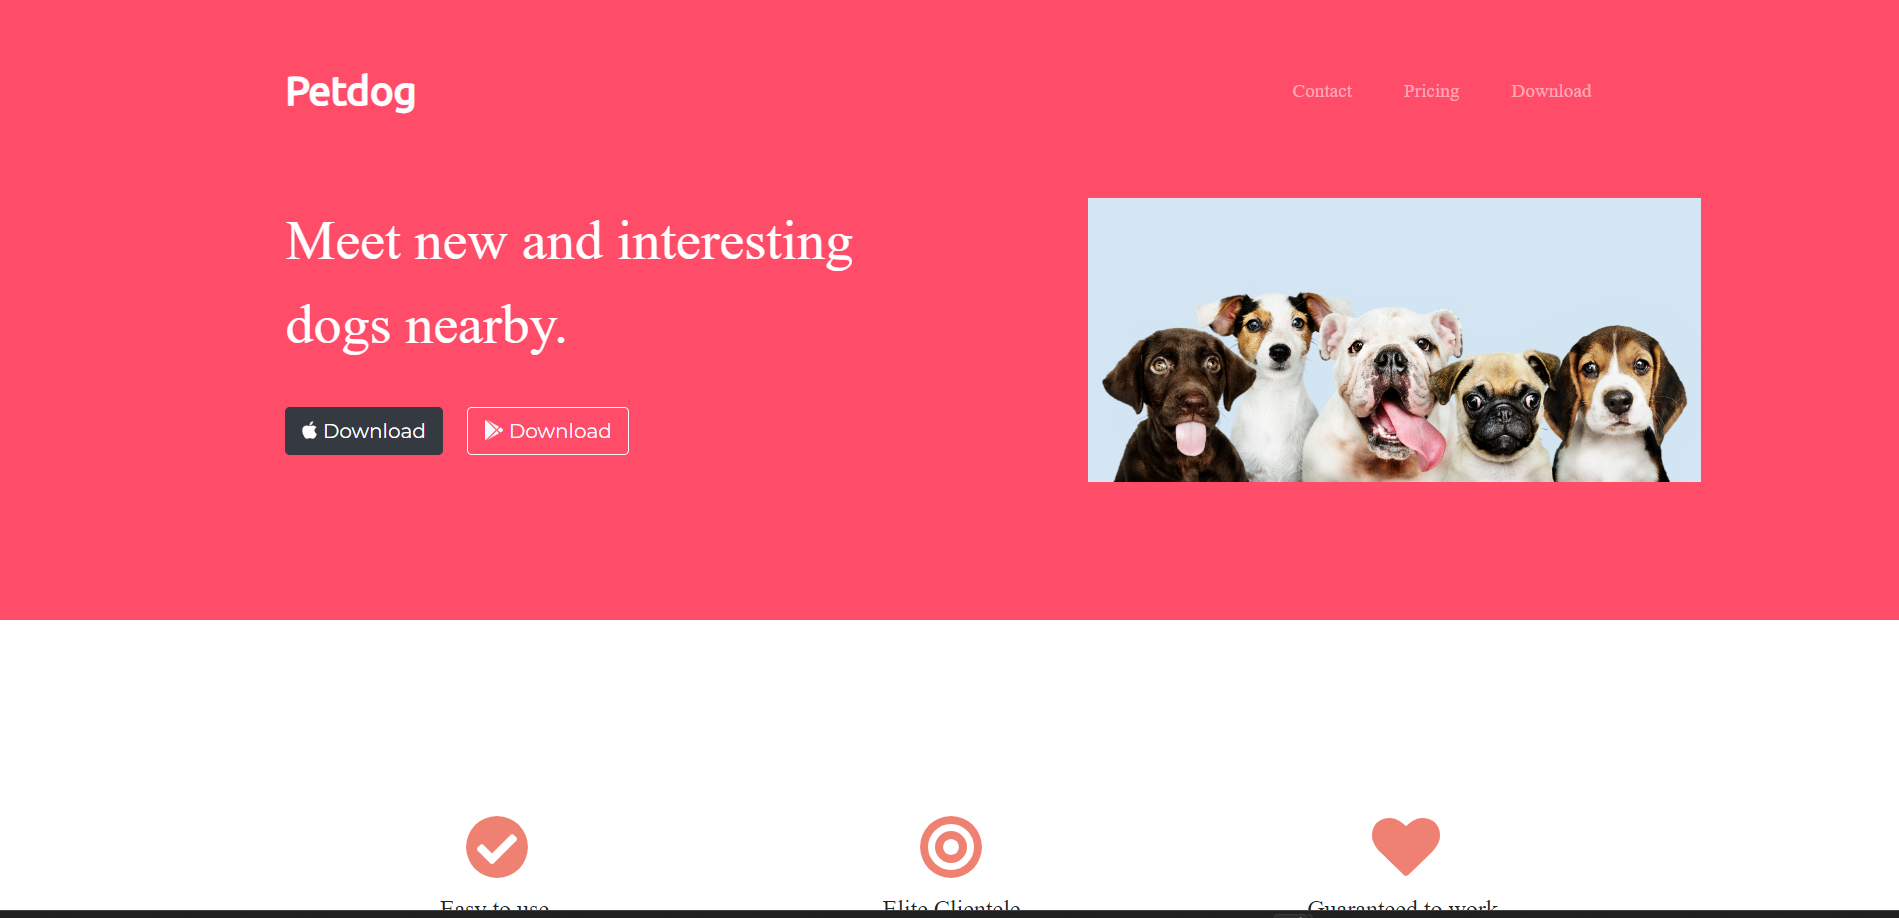 Petdog
Contact Pricing Download
Meet new and interesting
dogs nearby.
Download Download
Easy to use
Elite Clientele
Guaranteed to work